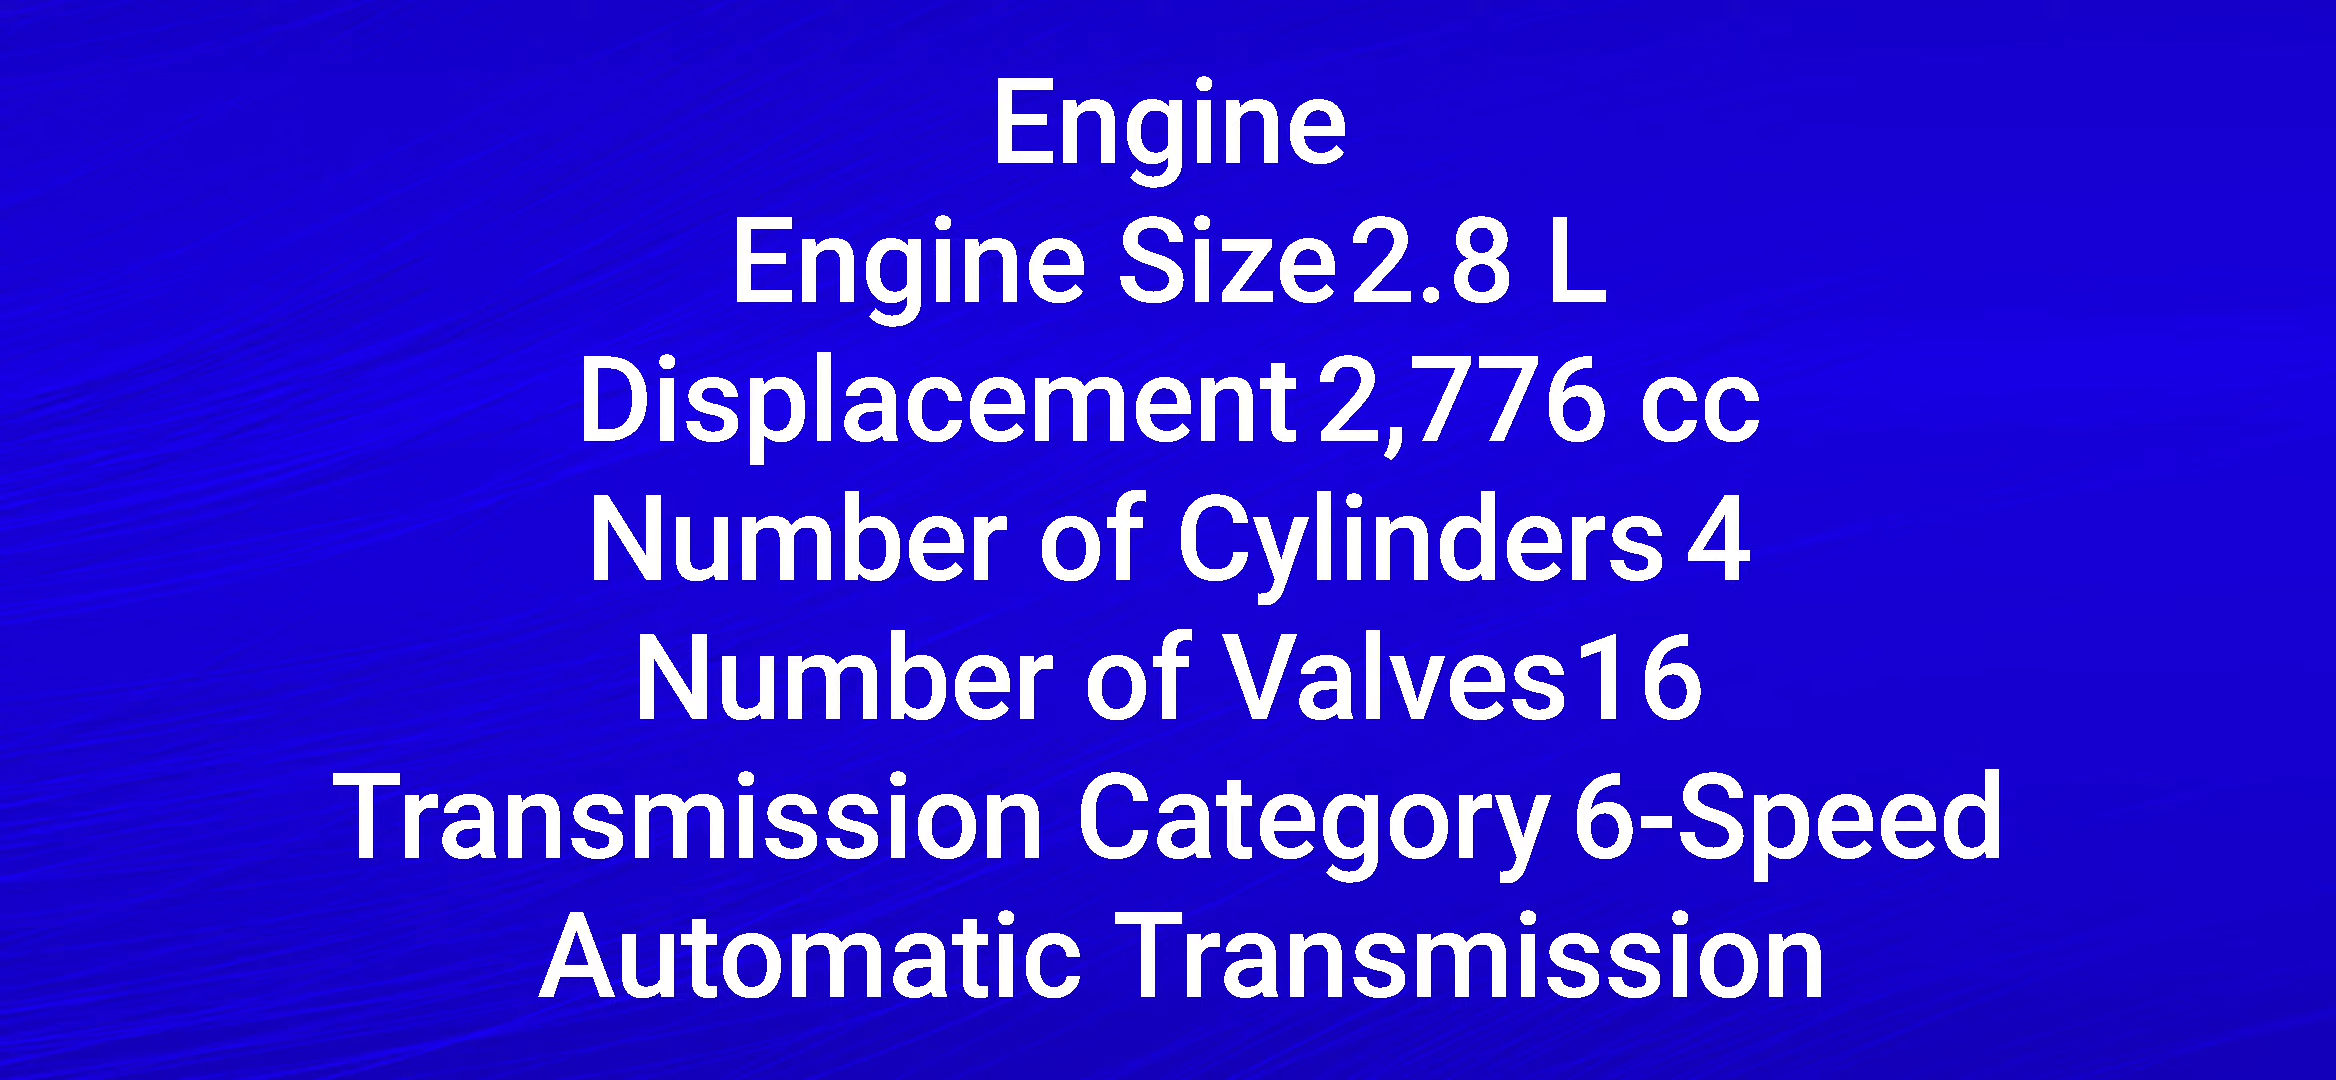 Engine
Engine Size 2.8 L
Displacement 2,776 cc
Number of Cylinders 4
Number of Valves 16
Transmission Category 6-Speed
Automatic Transmission